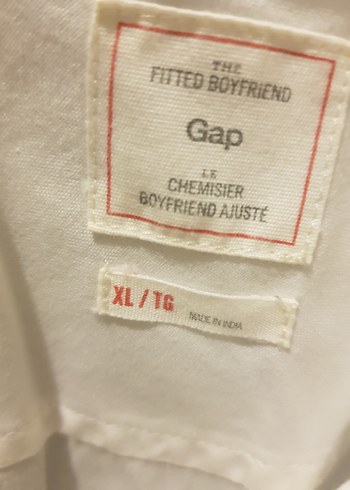 THE
FITTED BOYFRIEND
Gap
LE
CHEMISIER
BOYFRIEND AJUSTÉ
XL / TG
MADE IN INDIA